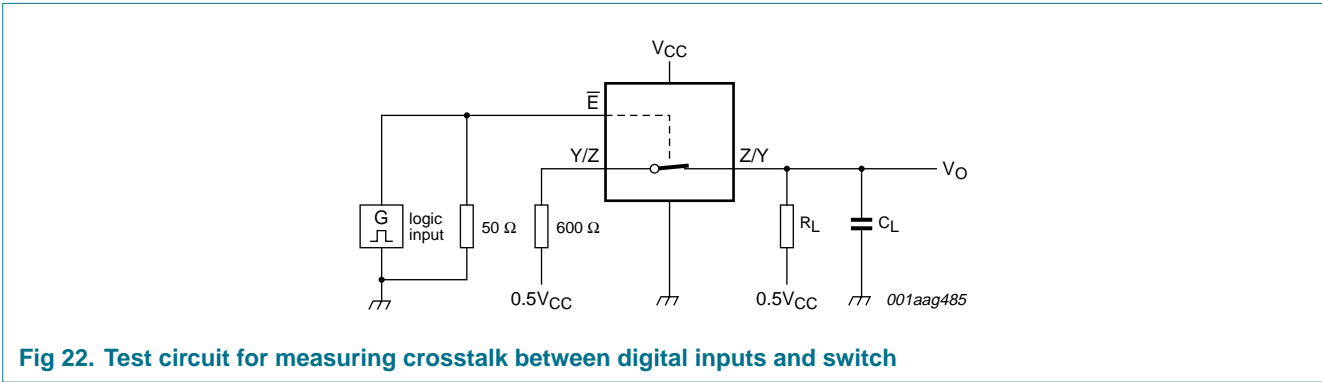 VCC
E̅
Y/Z
Z/Y
VO
G
logic
input
50 Ω
600 Ω
RL
CL
0.5VCC
0.5VCC
001aag485
Fig 22. Test circuit for measuring crosstalk between digital inputs and switch